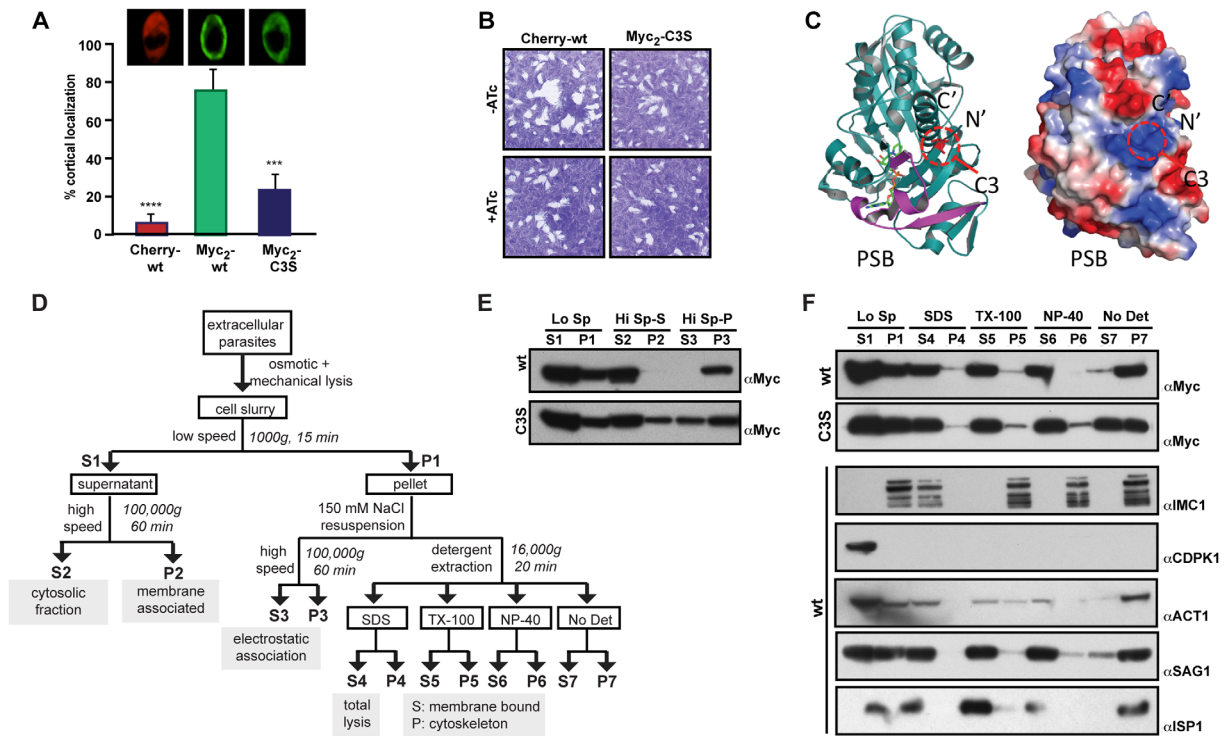 A
% cortical localization
100
80
60
40
20
0
****
***
Cherry-
wt
Myc2-
wt
Myc2-
C3S
B
Cherry-wt
Myc2-C3S
-ATc
+ATc
C
C'
N'
C3
PSB
C'
N'
C3
PSB
D
extracellular
parasites
osmotic +
mechanical lysis
cell slurry
low speed
1000g, 15 min
S1
P1
supernatant
pellet
high
speed
100,000g
60 min
150 mM NaCl
resuspension
S2
P2
cytosolic
fraction
membrane
associated
high
speed
100,000g
60 min
detergent
extraction
16,000g
20 min
S3
P3
electrostatic
association
SDS
TX-100
NP-40
No Det
S4
P4
S5
P5
S6
P6
S7
P7
total
lysis
S: membrane bound
P: cytoskeleton
E
Lo Sp
Hi Sp-S
Hi Sp-P
S1
P1
S2
P2
S3
P3
wt
αMyc
C3S
αMyc
F
Lo Sp
SDS
TX-100
NP-40
No Det
S1
P1
S4
P4
S5
P5
S6
P6
S7
P7
wt
αMyc
C3S
αMyc
wt
αIMC1
αCDPK1
αACT1
αSAG1
αISP1